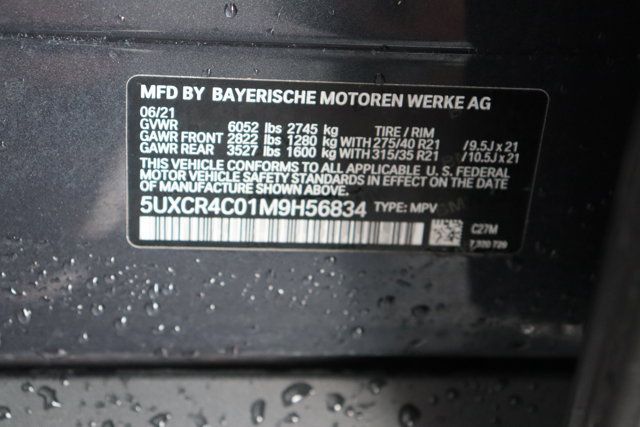 MFD BY BAYERISCHE MOTOREN WERKE AG
06/21
GVWR 6052 lbs 2745 kg TIRE / RIM
GAWR FRONT 2822 lbs 1280 kg WITH 275/40 R21 / 9.5J x 21
GAWR REAR 3527 lbs 1600 kg WITH 315/35 R21 / 10.5J x 21
THIS VEHICLE CONFORMS TO ALL APPLICABLE U. S. FEDERAL
MOTOR VEHICLE SAFETY STANDARDS IN EFFECT ON THE DATE OF
MANUFACTURE SHOWN ABOVE.
5UXCR4C01M9H56834 TYPE: MPV
C27M